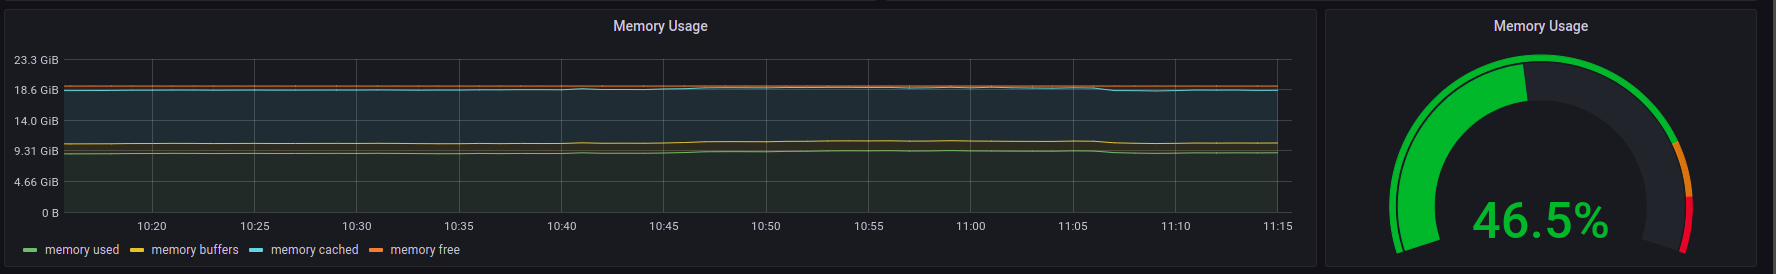 Memory Usage
23.3 GiB
18.6 GiB
14.0 GiB
9.31 GiB
4.66 GiB
0 B
10:20 10:25 10:30 10:35 10:40 10:45 10:50 10:55 11:00 11:05 11:10 11:15
memory used memory buffers memory cached memory free
Memory Usage
46.5%